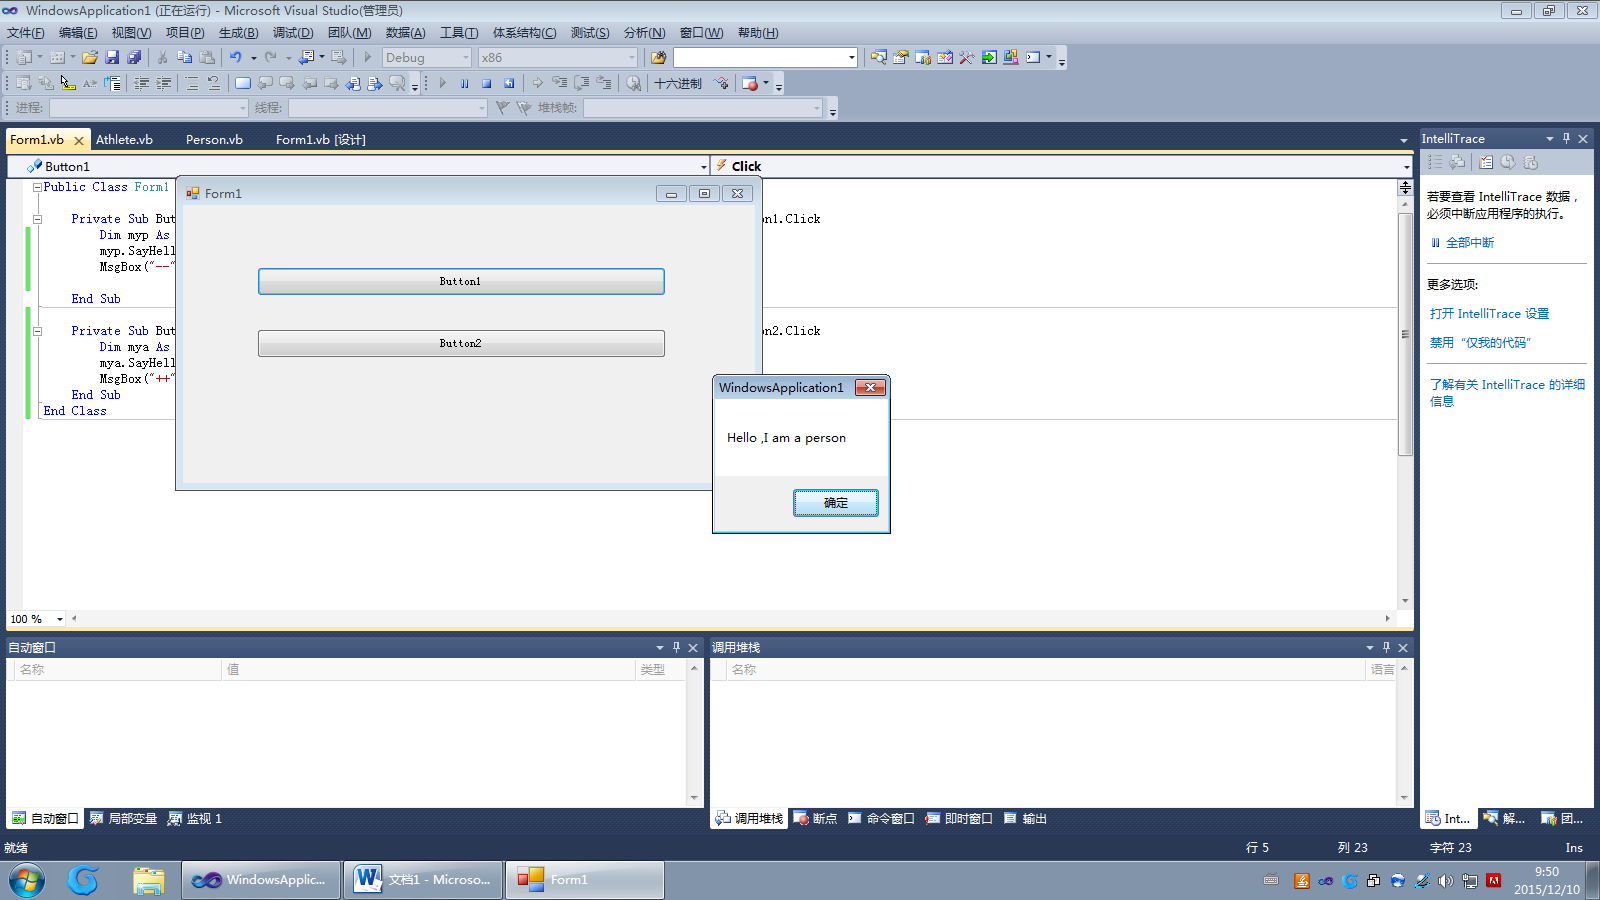 WindowsApplication1 (正在运行) - Microsoft Visual Studio(管理员)
文件(F) 编辑(E) 视图(V) 项目(P) 生成(B) 调试(D) 团队(M) 数据(A) 工具(T) 体系结构(C) 测试(S) 分析(N) 窗口(W) 帮助(H)
Debug x86
十六进制
进程: 线程: 堆栈帧:
Form1.vb Athlete.vb Person.vb Form1.vb [设计]
Button1 Click
Public Class Form1
Private Sub But
on1.Click
Dim myp As
myp.SayHell
MsgBox("--"
End Sub
Private Sub But
on2.Click
Dim mya As
mya.SayHell
MsgBox("++"
End Sub
End Class
Form1
Button1
Button2
WindowsApplication1
Hello ,I am a person
确定
100 %
IntelliTrace
若要查看 IntelliTrace 数据，
必须中断应用程序的执行。
全部中断
更多选项:
打开 IntelliTrace 设置
禁用“仅我的代码”
了解有关 IntelliTrace 的详细
信息
自动窗口
名称 值 类型
调用堆栈
名称 语言
自动窗口 局部变量 监视 1
调用堆栈 断点 命令窗口 即时窗口 输出
Int... 解... 团...
就绪 行 5 列 23 字符 23 Ins
WindowsApplic... 文档1 - Microso... Form1
9:50
2015/12/10